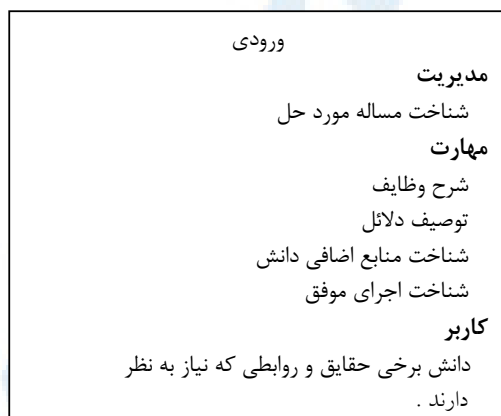 ورودی
مدیریت
شناخت مساله مورد حل
مهارت
شرح وظایف
توصیف دلائل
شناخت منابع اضافی دانش
شناخت اجرای موفق
کاربر
دانش برخی حقایق و روابطی که نیاز به نظر
دارند .